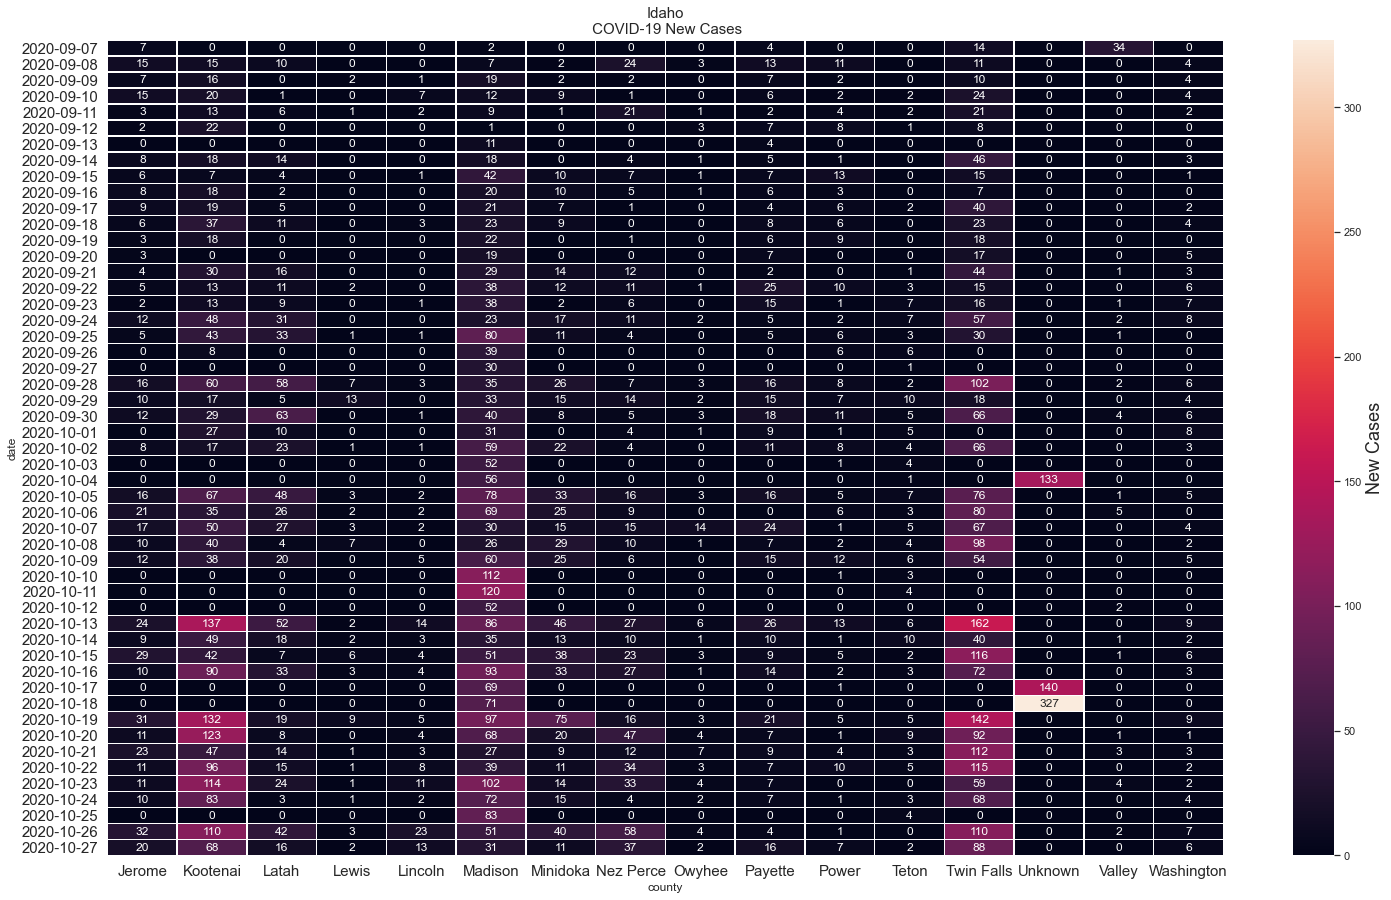 Idaho
COVID-19 New Cases
2020-09-07 7 0 0 0 0 2 0 0 0 4 0 0 14 0 34 0
2020-09-08 15 15 10 0 0 7 2 24 3 13 11 0 11 0 0 4
2020-09-09 7 16 0 2 1 19 2 2 0 7 2 0 10 0 0 4
2020-09-10 15 20 1 0 7 12 9 1 0 6 2 2 24 0 0 4
2020-09-11 3 13 6 1 2 9 1 21 1 2 4 2 21 0 0 2
2020-09-12 2 22 0 0 0 1 0 0 3 7 8 1 8 0 0 0
2020-09-13 0 0 0 0 0 11 0 0 0 4 0 0 0 0 0 0
2020-09-14 8 18 14 0 0 18 0 4 1 5 1 0 46 0 0 3
2020-09-15 6 7 4 0 1 42 10 7 1 7 13 0 15 0 0 1
2020-09-16 8 18 2 0 0 20 10 5 1 6 3 0 7 0 0 0
2020-09-17 9 19 5 0 0 21 7 1 0 4 6 2 40 0 0 2
2020-09-18 6 37 11 0 3 23 9 0 0 8 6 0 23 0 0 4
2020-09-19 3 18 0 0 0 22 0 1 0 6 9 0 18 0 0 0
2020-09-20 3 0 0 0 0 19 0 0 0 7 0 0 17 0 0 5
2020-09-21 4 30 16 0 0 29 14 12 0 2 0 1 44 0 1 3
2020-09-22 5 13 11 2 0 38 12 11 1 25 10 3 15 0 0 6
2020-09-23 2 13 9 0 1 38 2 6 0 15 1 7 16 0 1 7
2020-09-24 12 48 31 0 0 23 17 11 2 5 2 7 57 0 2 8
2020-09-25 5 43 33 1 1 80 11 4 0 5 6 3 30 0 1 0
2020-09-26 0 8 0 0 0 39 0 0 0 0 6 6 0 0 0 0
2020-09-27 0 0 0 0 0 30 0 0 0 0 0 1 0 0 0 0
2020-09-28 16 60 58 7 3 35 26 7 3 16 8 2 102 0 2 6
2020-09-29 10 17 5 13 0 33 15 14 2 15 7 10 18 0 0 4
2020-09-30 12 29 63 0 1 40 8 5 3 18 11 5 66 0 4 6
2020-10-01 0 27 10 0 0 31 0 4 1 9 1 5 0 0 0 8
2020-10-02 8 17 23 1 1 59 22 4 0 11 8 4 66 0 0 3
2020-10-03 0 0 0 0 0 52 0 0 0 0 1 4 0 0 0 0
2020-10-04 0 0 0 0 0 56 0 0 0 0 0 1 0 133 0 0
2020-10-05 16 67 48 3 2 78 33 16 3 16 5 7 76 0 1 5
2020-10-06 21 35 26 2 2 69 25 9 0 0 6 3 80 0 5 0
2020-10-07 17 50 27 3 2 30 15 15 14 24 1 5 67 0 0 4
2020-10-08 10 40 4 7 0 26 29 10 1 7 2 4 98 0 0 2
2020-10-09 12 38 20 0 5 60 25 6 0 15 12 6 54 0 0 5
2020-10-10 0 0 0 0 0 112 0 0 0 0 1 3 0 0 0 0
2020-10-11 0 0 0 0 0 120 0 0 0 0 0 4 0 0 0 0
2020-10-12 0 0 0 0 0 52 0 0 0 0 0 0 0 0 2 0
2020-10-13 24 137 52 2 14 86 46 27 6 26 13 6 162 0 0 9
2020-10-14 9 49 18 2 3 35 13 10 1 10 1 10 40 0 1 2
2020-10-15 29 42 7 6 4 51 38 23 3 9 5 2 116 0 1 6
2020-10-16 10 90 33 3 4 93 33 27 1 14 2 3 72 0 0 3
2020-10-17 0 0 0 0 0 69 0 0 0 0 1 0 0 140 0 0
2020-10-18 0 0 0 0 0 71 0 0 0 0 0 0 0 327 0 0
2020-10-19 31 132 19 9 5 97 75 16 3 21 5 5 142 0 0 9
2020-10-20 11 123 8 0 4 68 20 47 4 7 1 9 92 0 1 1
2020-10-21 23 47 14 1 3 27 9 12 7 9 4 3 112 0 3 3
2020-10-22 11 96 15 1 8 39 11 34 3 7 10 5 115 0 0 2
2020-10-23 11 114 24 1 11 102 14 33 4 7 0 0 59 0 4 2
2020-10-24 10 83 3 1 2 72 15 4 2 7 1 3 68 0 0 4
2020-10-25 0 0 0 0 0 83 0 0 0 0 0 4 0 0 0 0
2020-10-26 32 110 42 3 23 51 40 58 4 4 1 0 110 0 2 7
2020-10-27 20 68 16 2 13 31 11 37 2 16 7 2 88 0 0 6
Jerome Kootenai Latah Lewis Lincoln Madison Minidoka Nez Perce Owyhee Payette Power Teton Twin Falls Unknown Valley Washington
county
date
300
250
200
150
100
50
0
New Cases